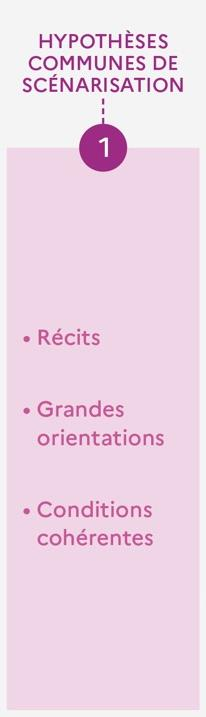 HYPOTHÈSES
COMMUNES DE
SCÉNARISATION
1
• Récits
• Grandes
orientations
• Conditions
cohérentes